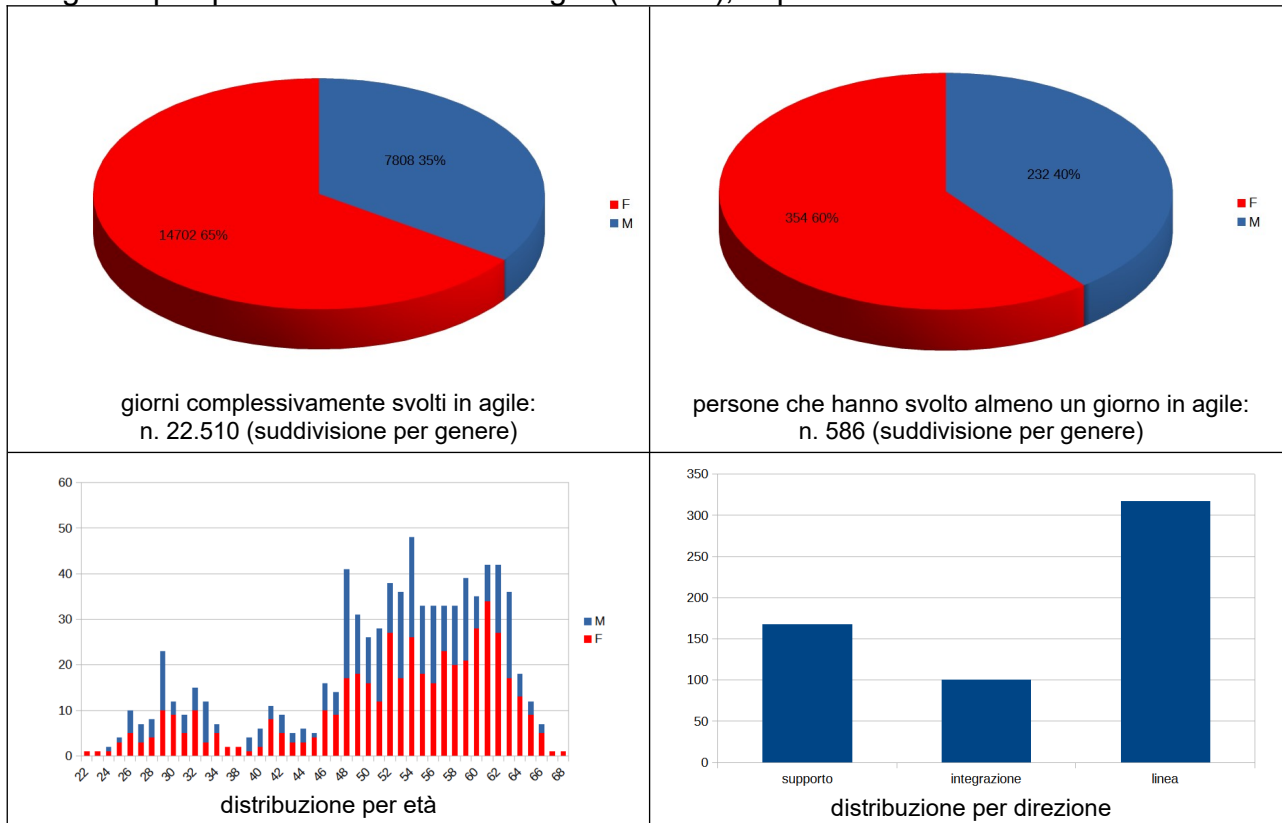 7808 35%
14702 65%
F
M
giorni complessivamente svolti in agile:
n. 22.510 (suddivisione per genere)
232 40%
354 60%
F
M
persone che hanno svolto almeno un giorno in agile:
n. 586 (suddivisione per genere)
60
50
40
30
20
10
0
22 24 26 28 30 32 34 36 38 40 42 44 46 48 50 52 54 56 58 60 62 64 66 68
M
F
distribuzione per età
350
300
250
200
150
100
50
0
supporto integrazione linea
distribuzione per direzione